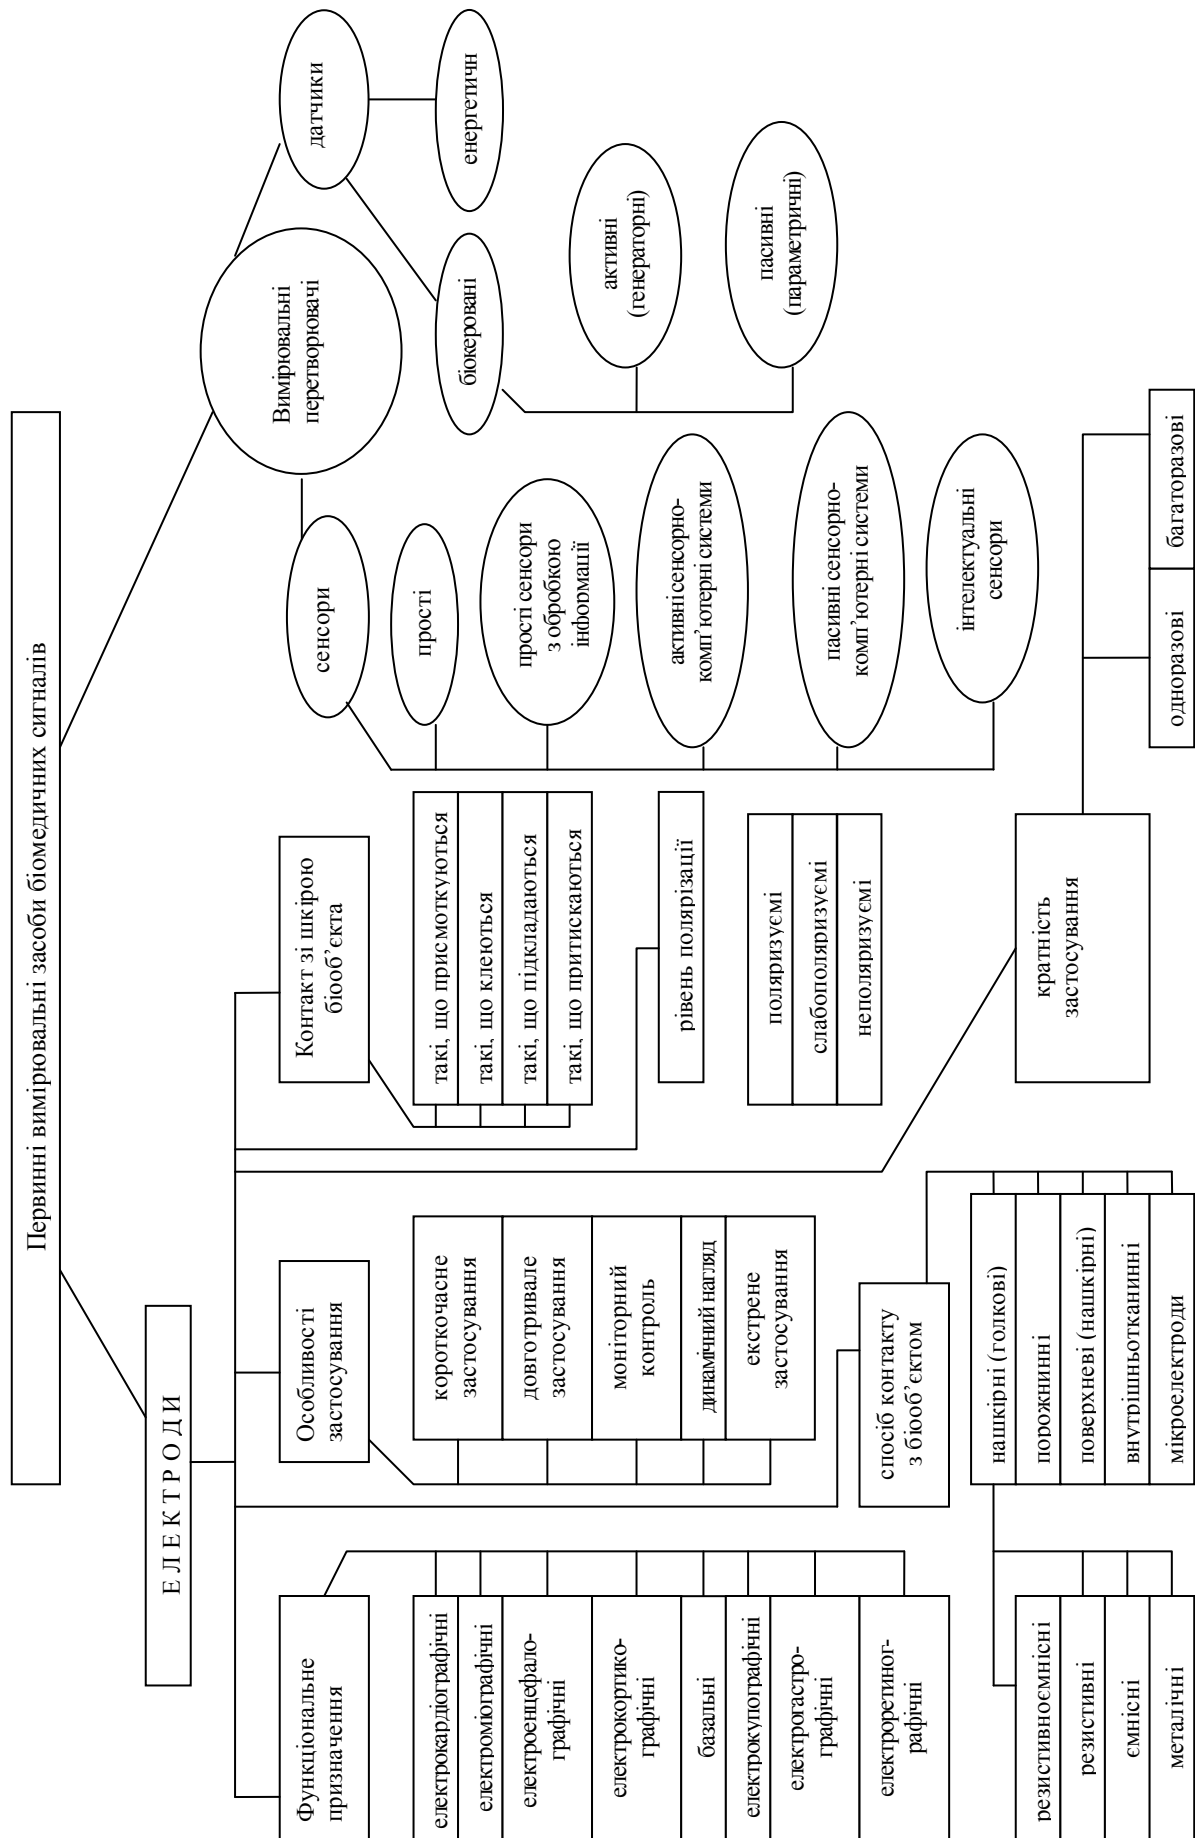 Первинні вимірювальні засоби біомедичних сигналів
ЕЛЕКТРОДИ
Вимірювальні
перетворювачі
датчики
енергетичн
біокеровані
активні
(генераторні)
пасивні
(параметричні)
сенсори
прості
прості сенсори
з обробкою
інформації
активні сенсорно-
комп’ютерні системи
пасивні сенсорно-
комп’ютерні системи
інтелектуальні
сенсори
Функціональне
призначення
електрокардіографічні
електроміографічні
електроенцефало-
графічні
електрокортико-
графічні
базальні
електрокупографічні
електрогастро-
графічні
електроретиног-
рафічні
Особливості
застосування
короткочасне
застосування
довготривале
застосування
моніторний
контроль
динамічний нагляд
екстрене
застосування
Контакт зі шкірою
біооб’єкта
такі, що присмоктуються
такі, що клеються
такі, що підкладаються
такі, що притискаються
рівень полярізації
поляризуємі
слабополяризуємі
неполяризуємі
спосіб контакту
з біооб’єктом
нашкірні (голкові)
порожнинні
поверхневі (нашкірні)
внутрішньотканинні
мікроелектроди
резистивноємнісні
резистивні
ємнісні
металічні
кратність
застосування
одноразові
багаторазові